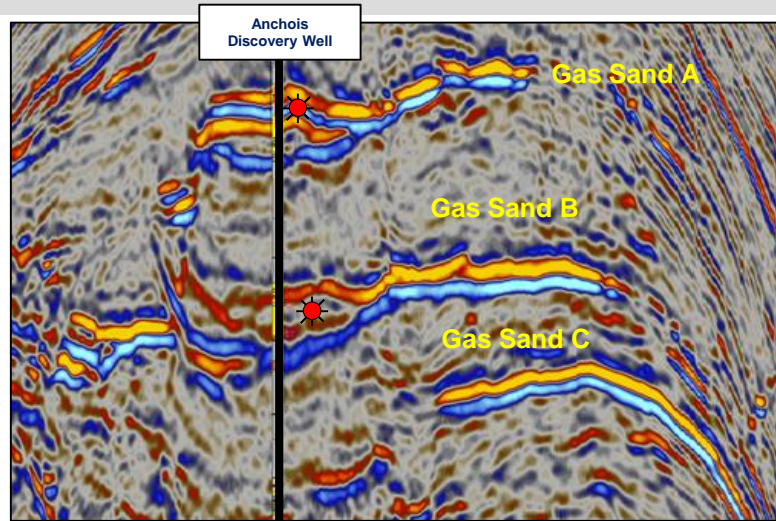 Anchois
Discovery Well
Gas Sand A
Gas Sand B
Gas Sand C